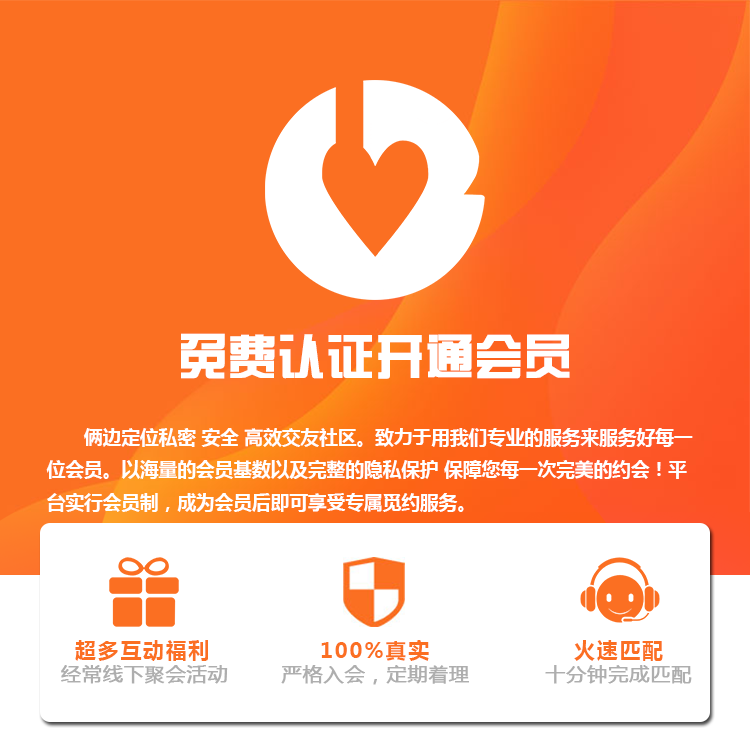 免费认证开通会员
俩边定位私密 安全 高效交友社区。致力于用我们专业的服务来服务好每一
位会员。以海量的会员基数以及完整的隐私保护 保障您每一次完美的约会！平
台实行会员制，成为会员后即可享受专属觅约服务。
超多互动福利
经常线下聚会活动
100%真实
严格入会，定期着理
火速匹配
十分钟完成匹配